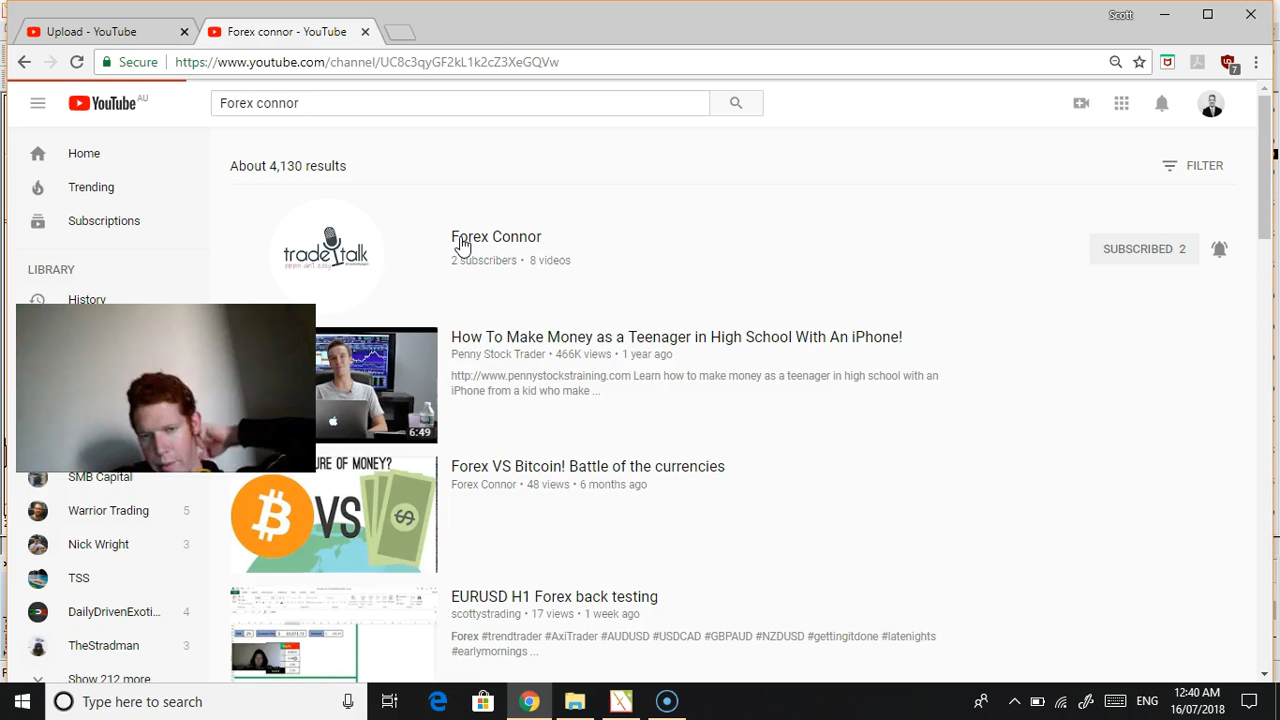 Scott
Upload - YouTube
Forex connor - YouTube
Secure
https://www.youtube.com/channel/UC8c3qyGF2kL1k2cZ3XeGQVw
7
YouTube AU
Forex connor
Home
Trending
Subscriptions
LIBRARY
History
SMB Capital
Warrior Trading 5
Nick Wright 3
TSS
DailyDrivenExoti... 4
TheStradman 3
Show 212 more
About 4,130 results
FILTER
trade talk
pippin ain't easy
Forex Connor
2 subscribers • 8 videos
SUBSCRIBED 2
6:49
How To Make Money as a Teenager in High School With An iPhone!
Penny Stock Trader • 466K views • 1 year ago
http://www.pennystockstraining.com Learn how to make money as a teenager in high school with an
iPhone from a kid who make ...
URE OF MONEY?
VS
Forex VS Bitcoin! Battle of the currencies
Forex Connor • 48 views • 6 months ago
EURUSD H1 Forex back testing
scottystrading • 17 views • 1 week ago
Forex #trendtrader #AxiTrader #AUDUSD #USDCAD #GBPAUD #NZDUSD #gettingitdone #latenights
#earlymornings ...
Type here to search
ENG
12:40 AM
16/07/2018